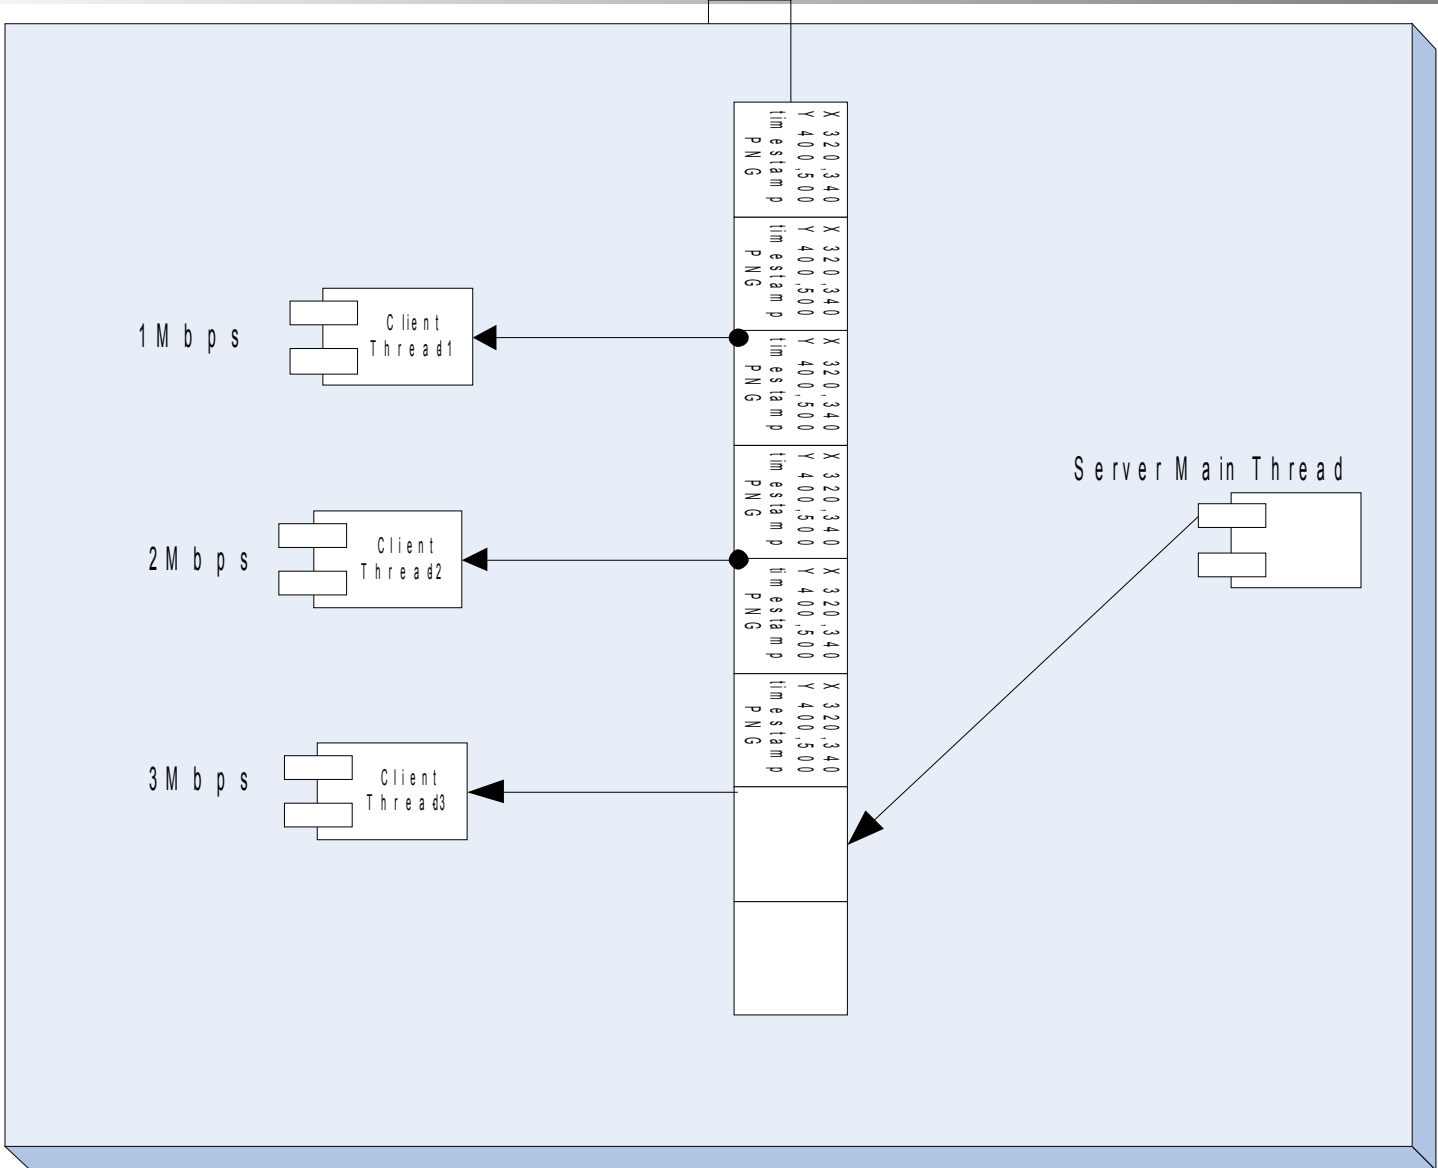 X 320,340
Y 400,500
timestamp
PNG
X 320,340
Y 400,500
timestamp
PNG
X 320,340
Y 400,500
timestamp
PNG
X 320,340
Y 400,500
timestamp
PNG
X 320,340
Y 400,500
timestamp
PNG
X 320,340
Y 400,500
timestamp
PNG
1Mbps
Client
Thread1
2Mbps
Client
Thread2
3Mbps
Client
Thread3
Server Main Thread